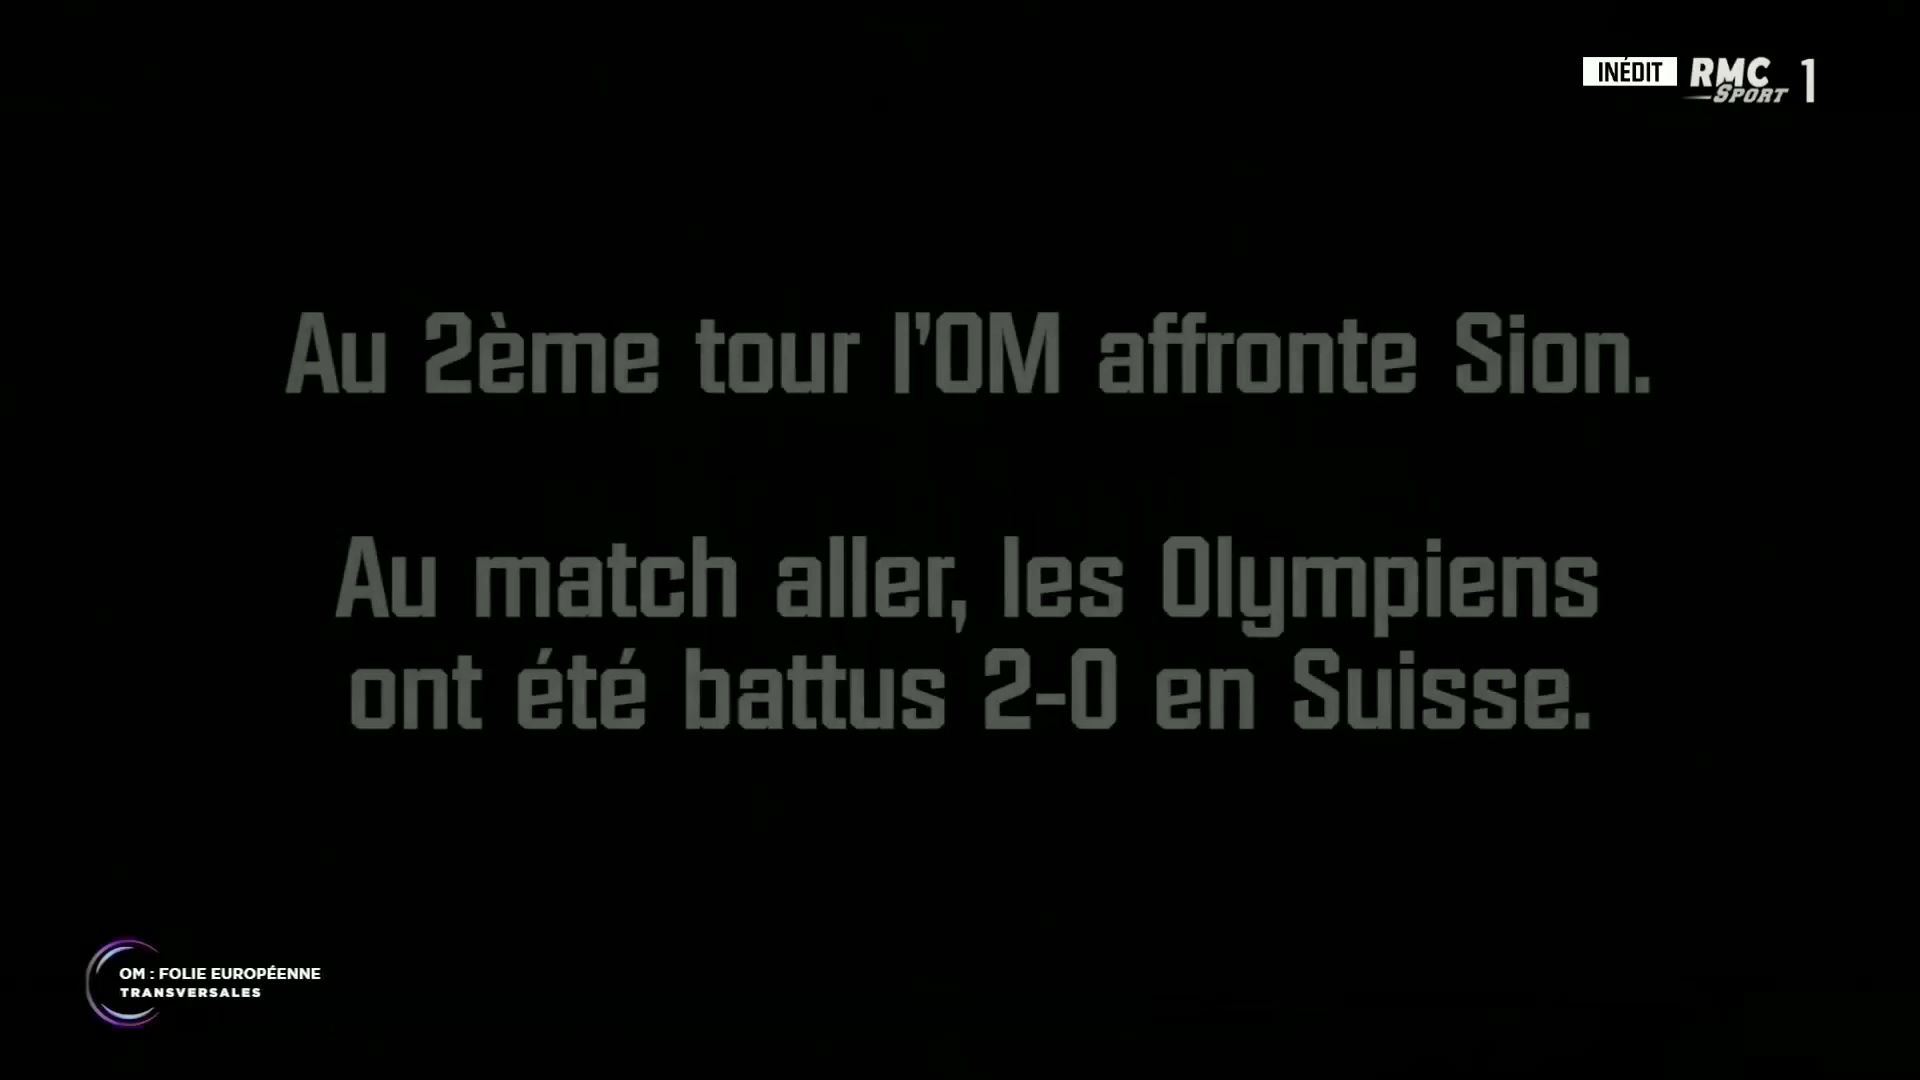 INÉDIT RMC SPORT 1
Au 2ème tour l'OM affronte Sion.
Au match aller, les Olympiens
ont été battus 2-0 en Suisse.
OM : FOLIE EUROPÉENNE
TRANSVERSALES